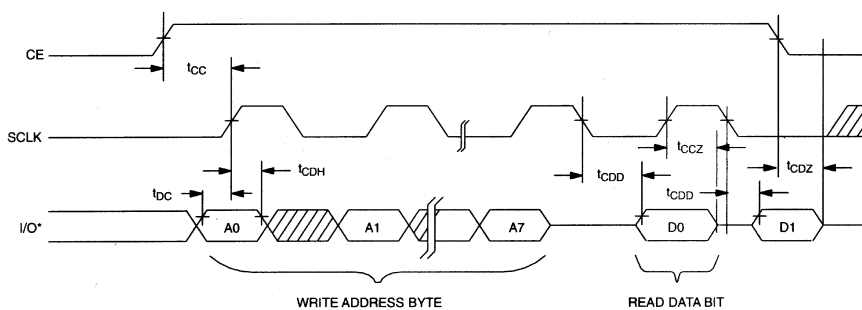 CE
tCC
SCLK
tCCZ
tCDH
tCDD
tCDZ
tDC
tCDD
I/O*
A0
A1
A7
D0
D1
WRITE ADDRESS BYTE
READ DATA BIT